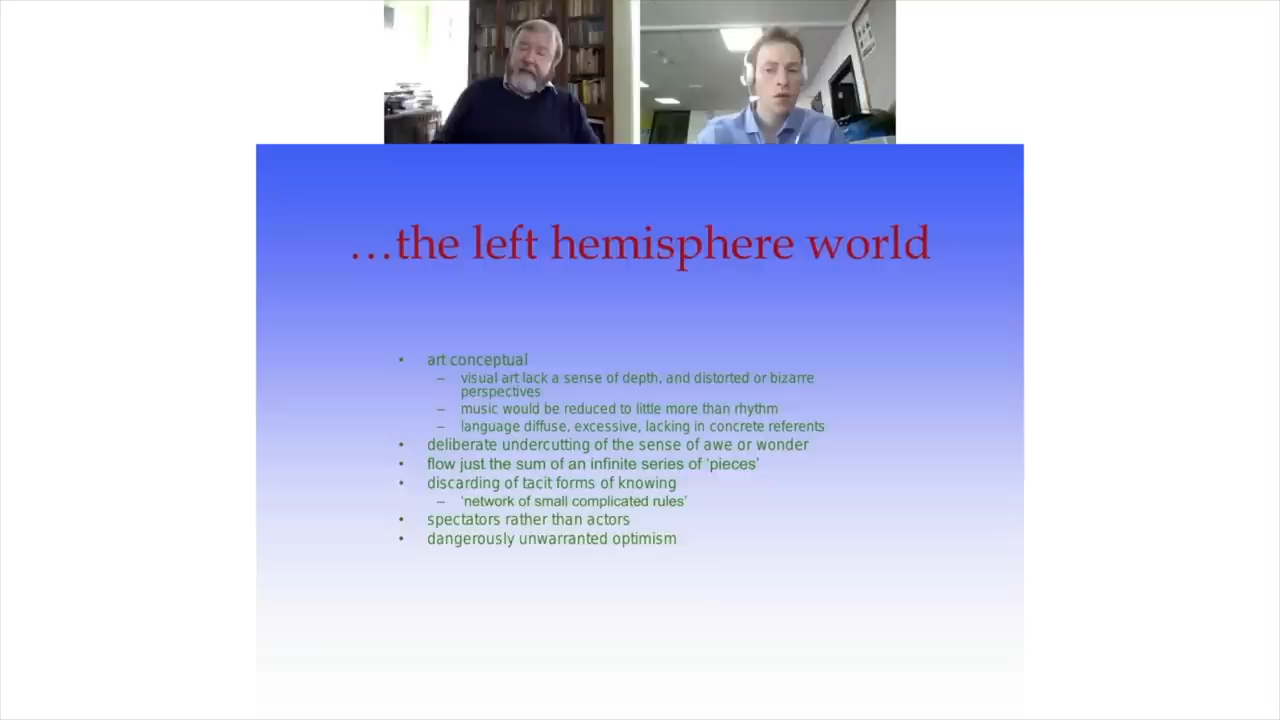 …the left hemisphere world
• art conceptual
– visual art lack a sense of depth, and distorted or bizarre
perspectives
– music would be reduced to little more than rhythm
– language diffuse, excessive, lacking in concrete referents
• deliberate undercutting of the sense of awe or wonder
• flow just the sum of an infinite series of ‘pieces’
• discarding of tacit forms of knowing
– ‘network of small complicated rules’
• spectators rather than actors
• dangerously unwarranted optimism